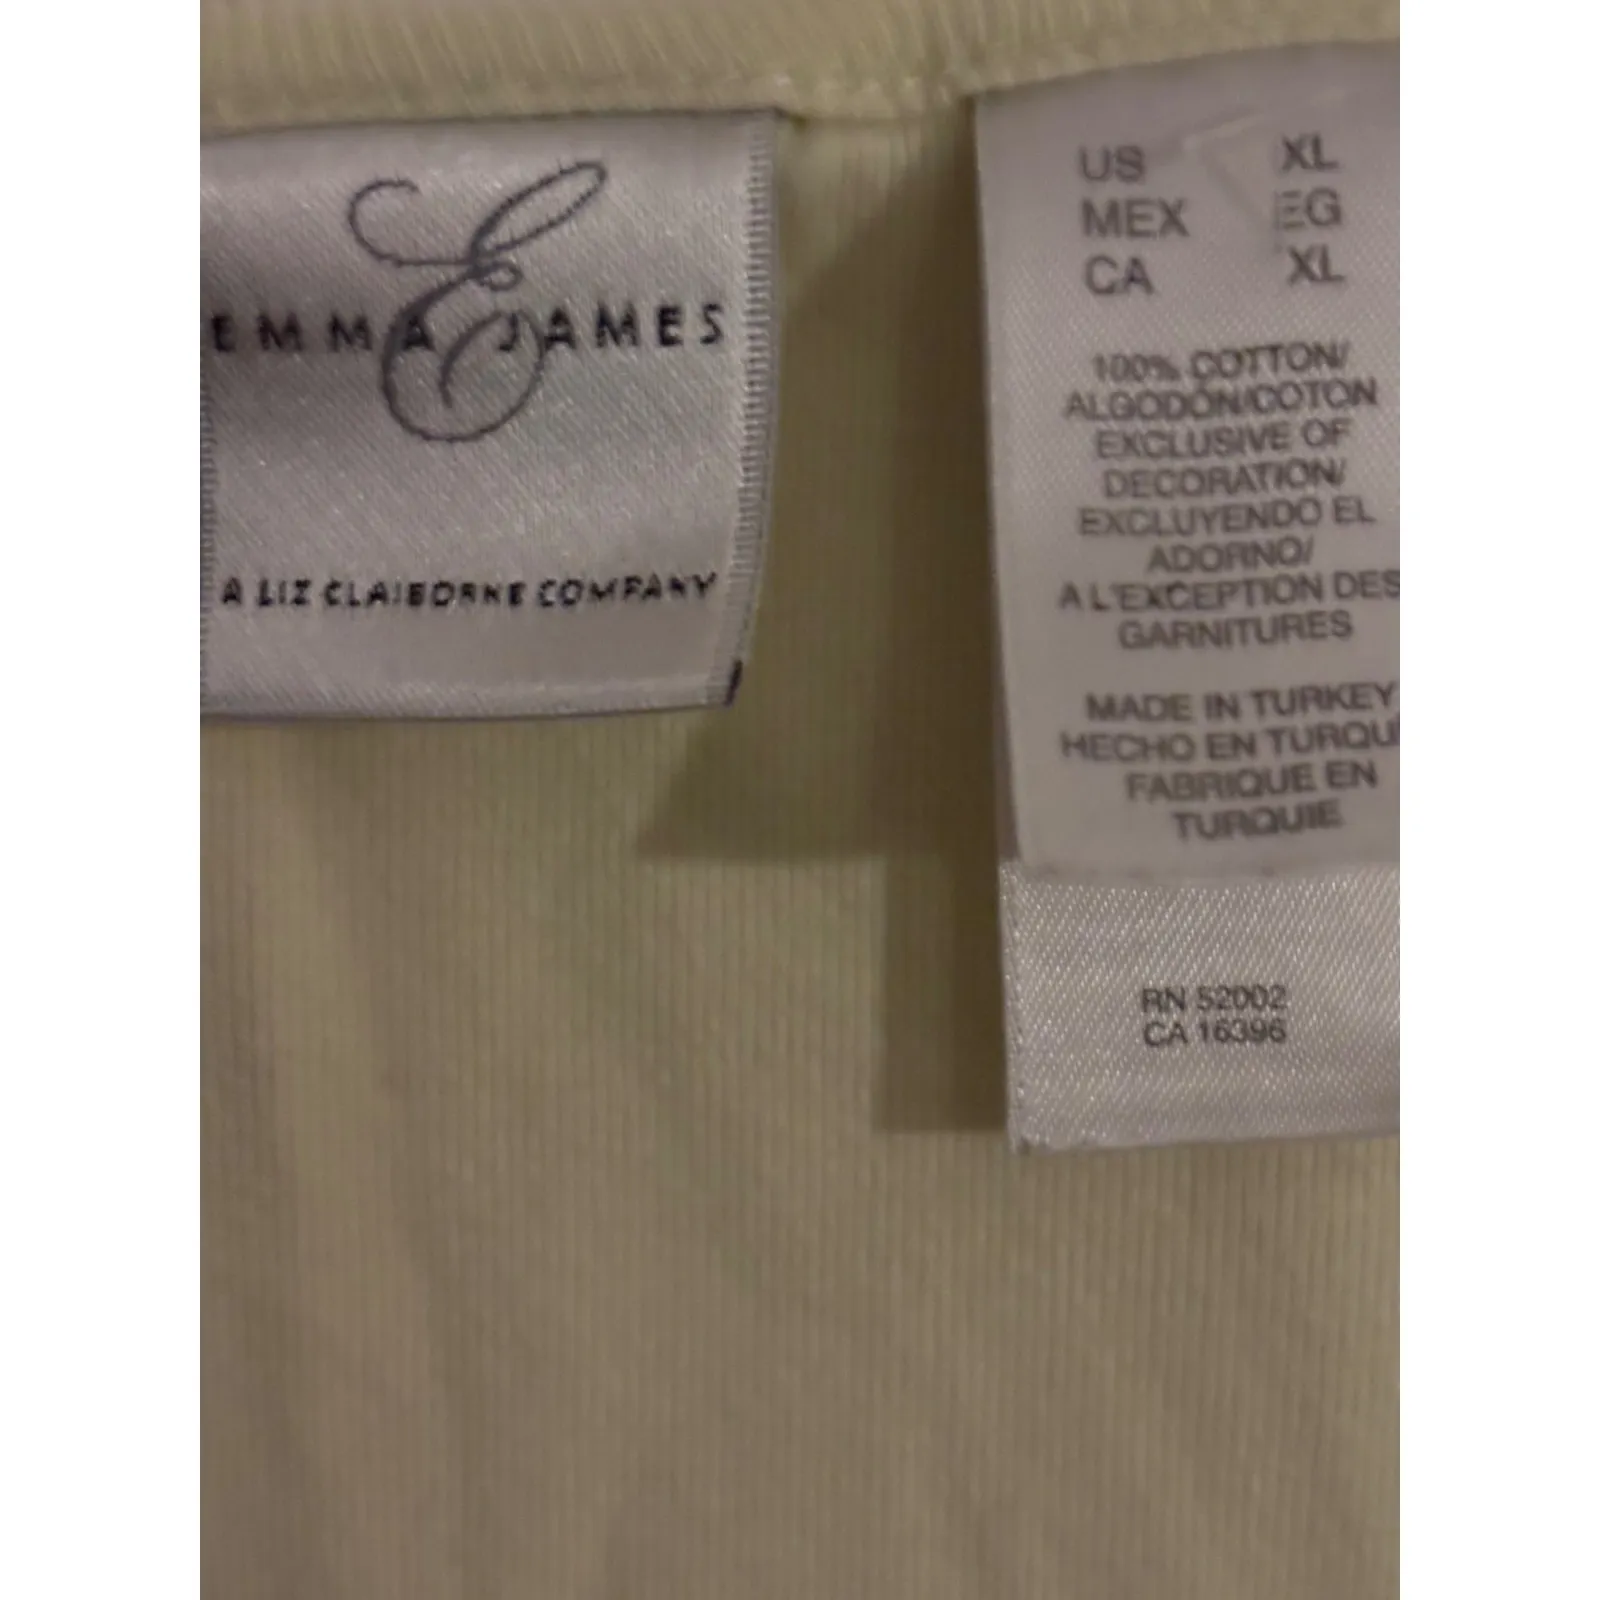 E
EMMA JAMES
A LIZ CLAIBORNE COMPANY
US XL
MEX EG
CA XL
100% COTTON/
ALGODÓN/COTON
EXCLUSIVE OF
DECORATION/
EXCLUYENDO EL
ADORNO/
A L'EXCEPTION DES
GARNITURES
MADE IN TURKEY
HECHO EN TURQUÍ
FABRIQUE EN
TURQUIE
RN 52002
CA 16396